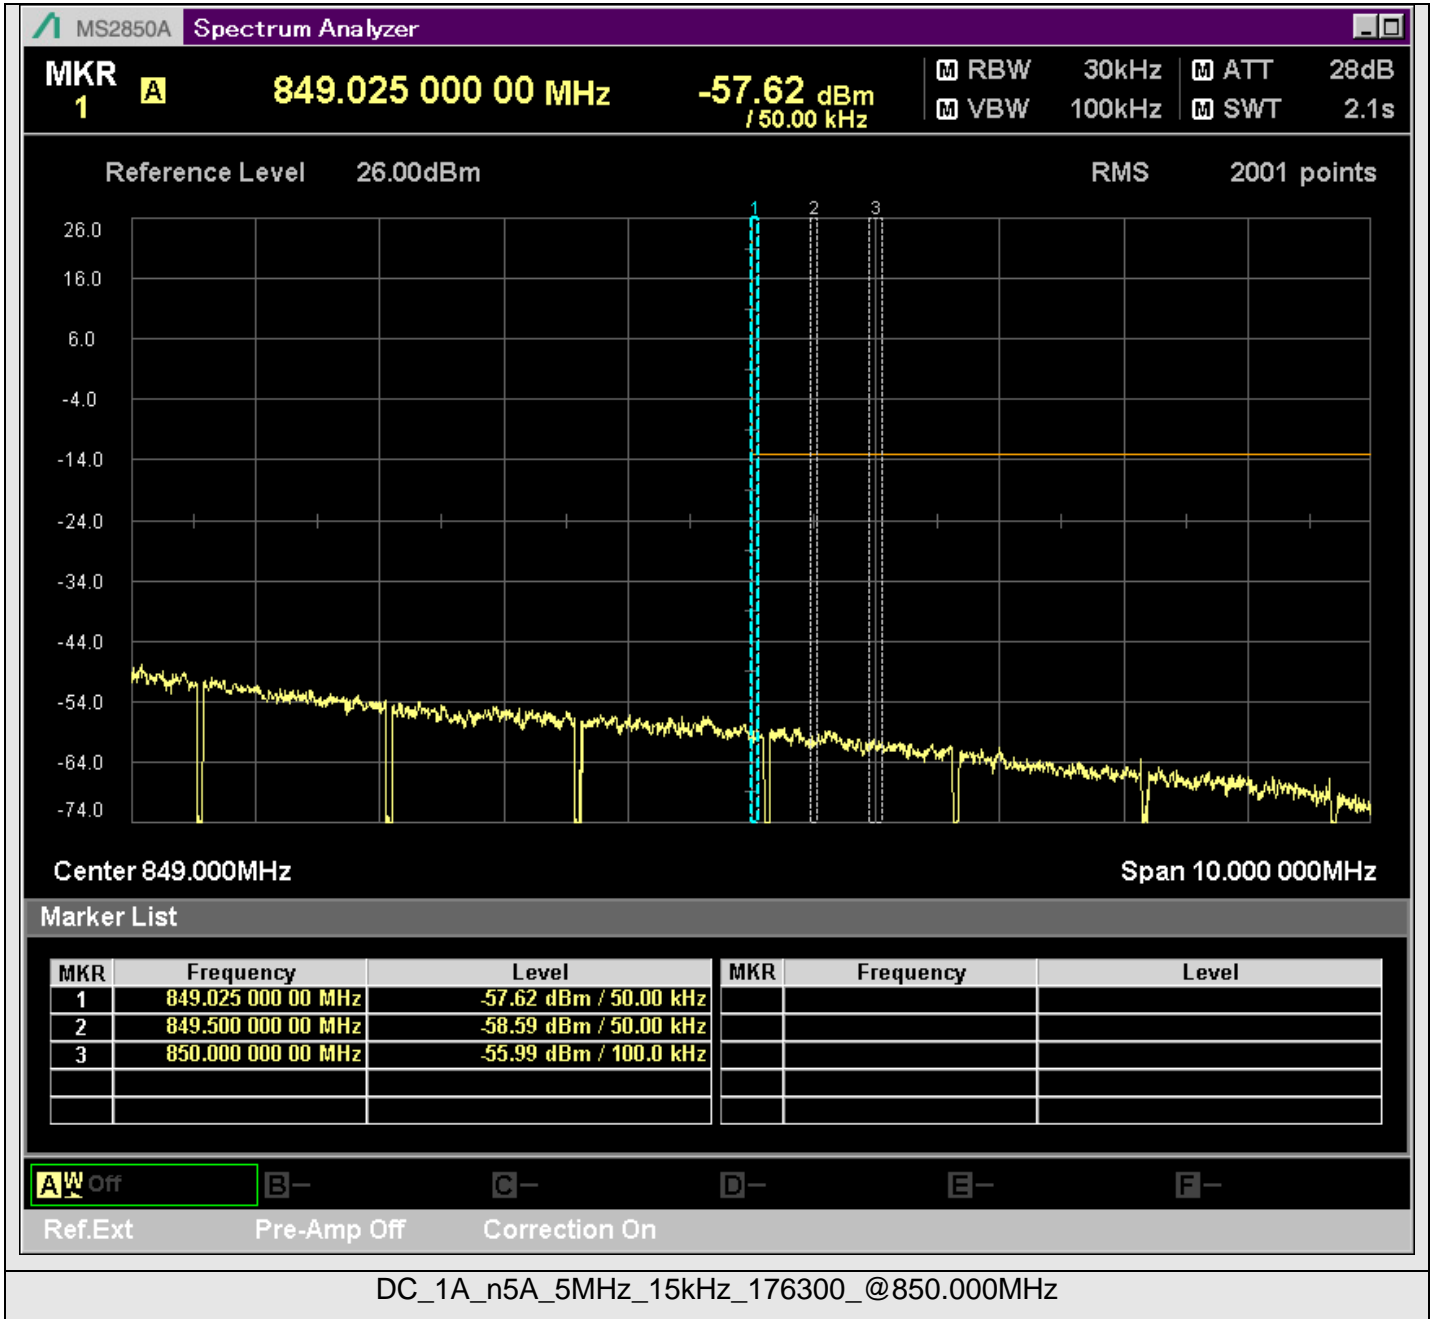 MS2850A Spectrum Analyzer
MKR 1 A 849.025 000 00 MHz -57.62 dBm / 50.00 kHz
M RBW 30kHz M ATT 28dB
M VBW 100kHz M SWT 2.1s
Reference Level 26.00dBm RMS 2001 points
1 2 3
26.0
16.0
6.0
-4.0
-14.0
-24.0
-34.0
-44.0
-54.0
-64.0
-74.0
Center 849.000MHz Span 10.000 000MHz
Marker List
MKR Frequency Level MKR Frequency Level
1 849.025 000 00 MHz -57.62 dBm / 50.00 kHz
2 849.500 000 00 MHz -58.59 dBm / 50.00 kHz
3 850.000 000 00 MHz -55.99 dBm / 100.0 kHz
A W Off B — C — D — E — F —
Ref.Ext Pre-Amp Off Correction On
DC_1A_n5A_5MHz_15kHz_176300_@850.000MHz